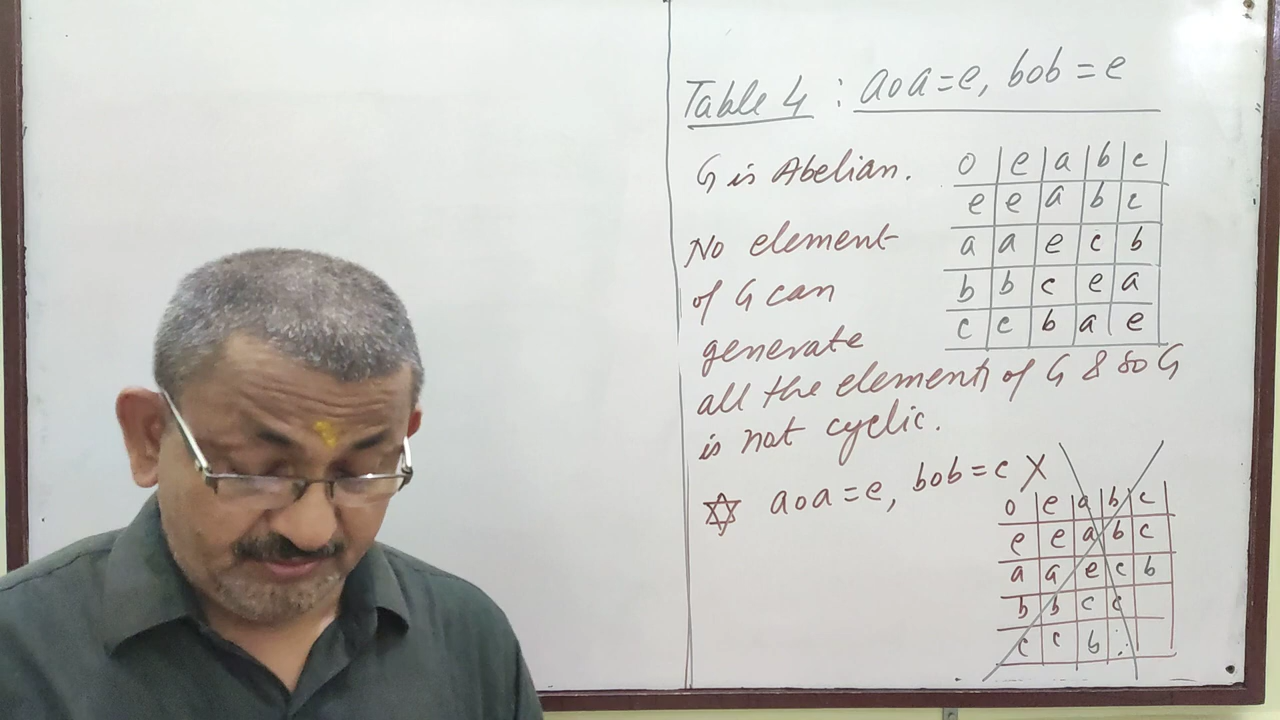 Table 4 : aoa=e, bob=e
G is Abelian.
o e a b c
e e a b c
a a e c b
b b c e a
c c b a e
No element
of G can
generate
all the elements of G & so G
is not cyclic.
✡ aoa=e, bob=c X
o e a b c
e e a b c
a a e c b
b b c c
c c b :